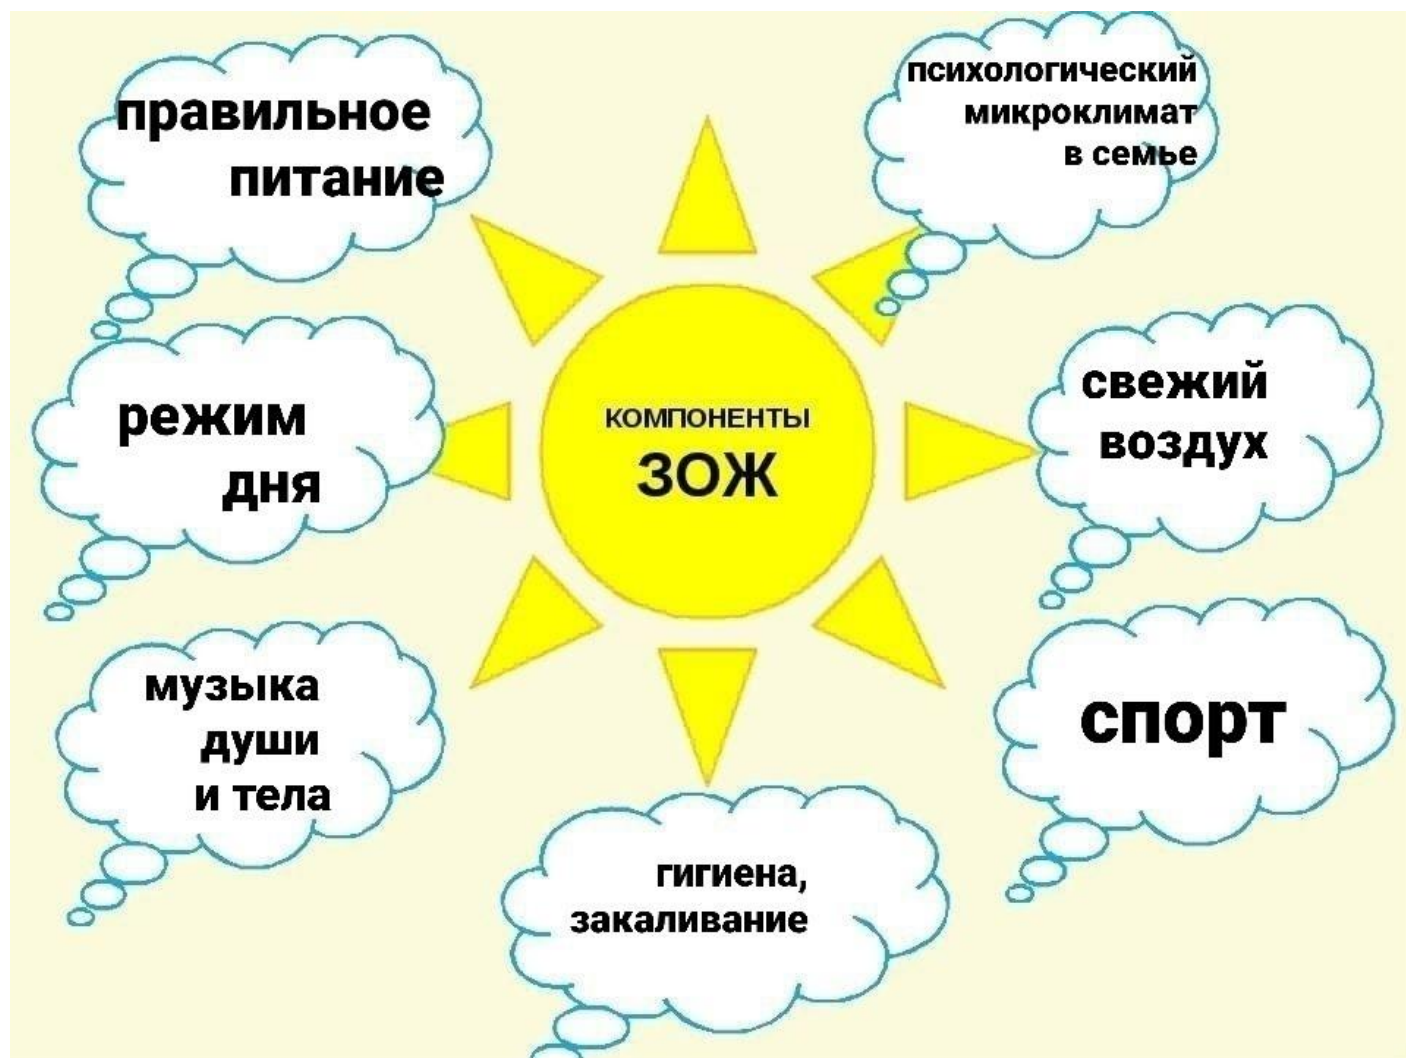 правильное
питание
психологический
микроклимат
в семье
режим
дня
КОМПОНЕНТЫ
ЗОЖ
свежий
воздух
музыка
души
и тела
спорт
гигиена,
закаливание